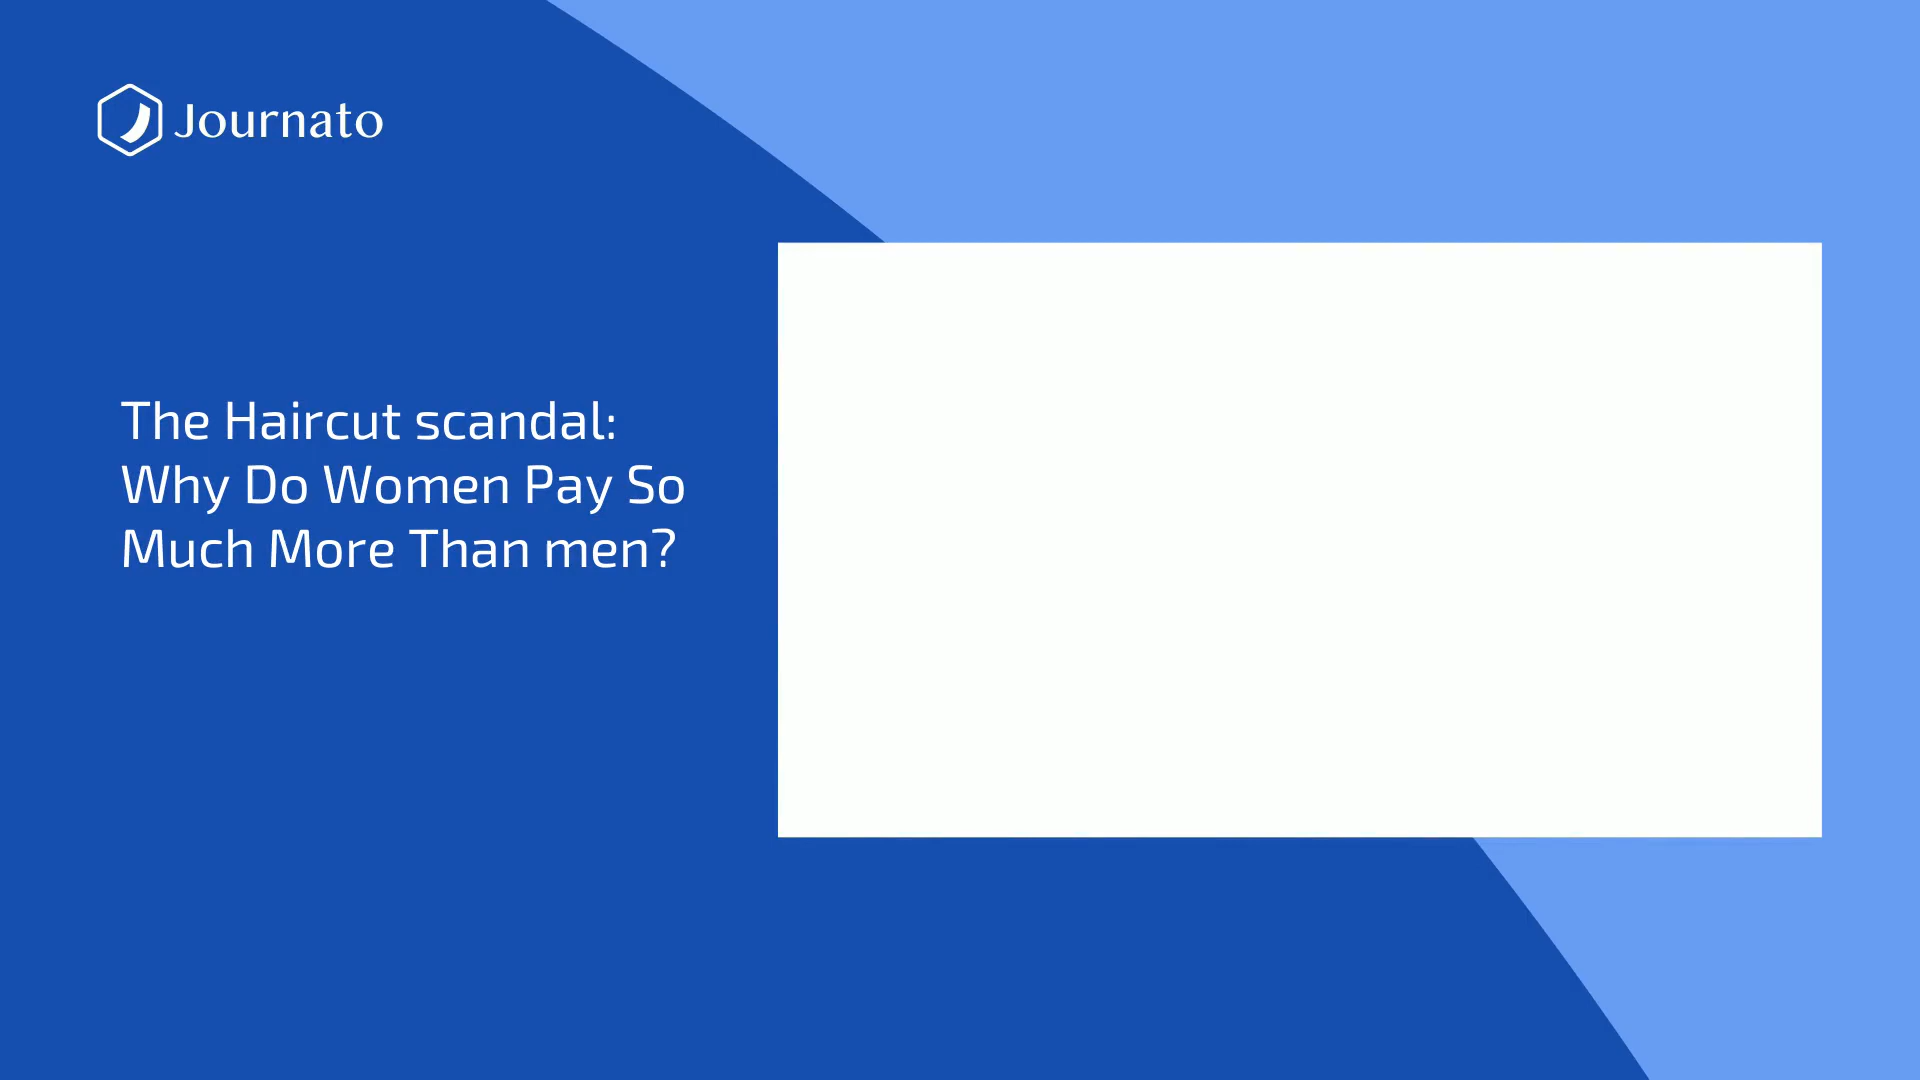 Journato
The Haircut scandal:
Why Do Women Pay So
Much More Than men?